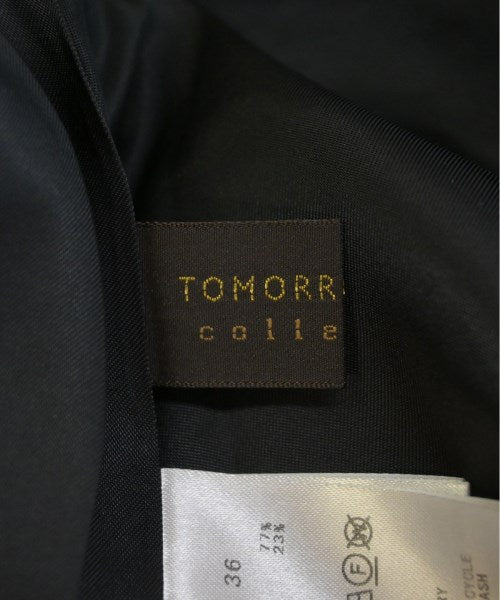 TOMORR
colle
36
77%
23%
F
RY
CYCLE
ASH